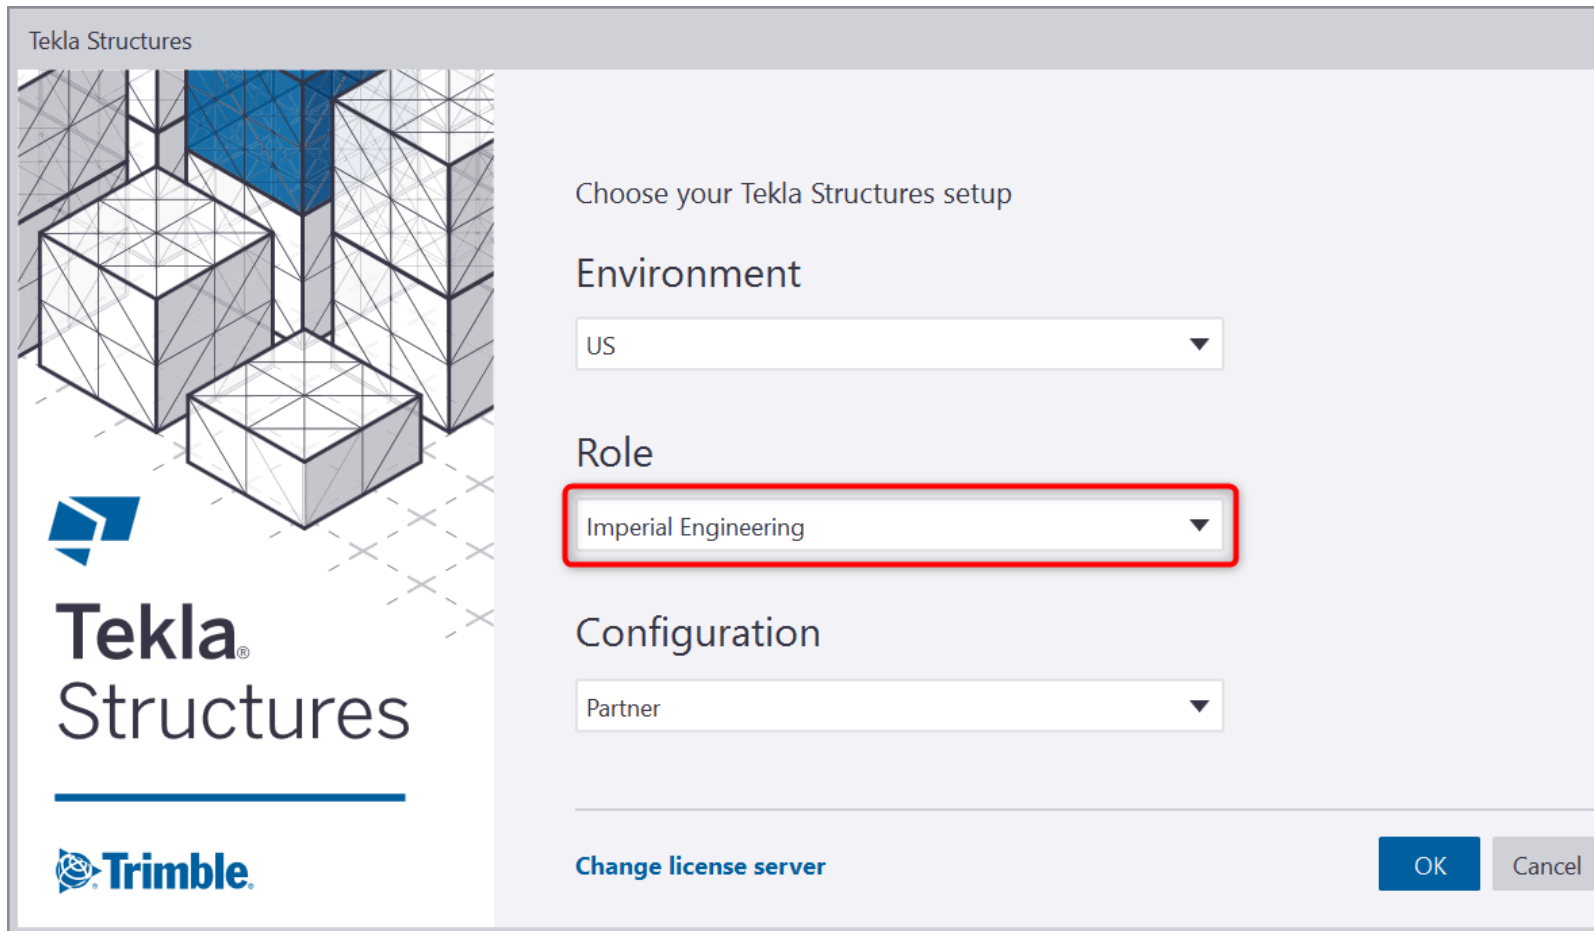 Tekla Structures
Choose your Tekla Structures setup
Environment
US
Role
Imperial Engineering
Configuration
Partner
Change license server
OK
Cancel
Tekla®
Structures
Trimble.